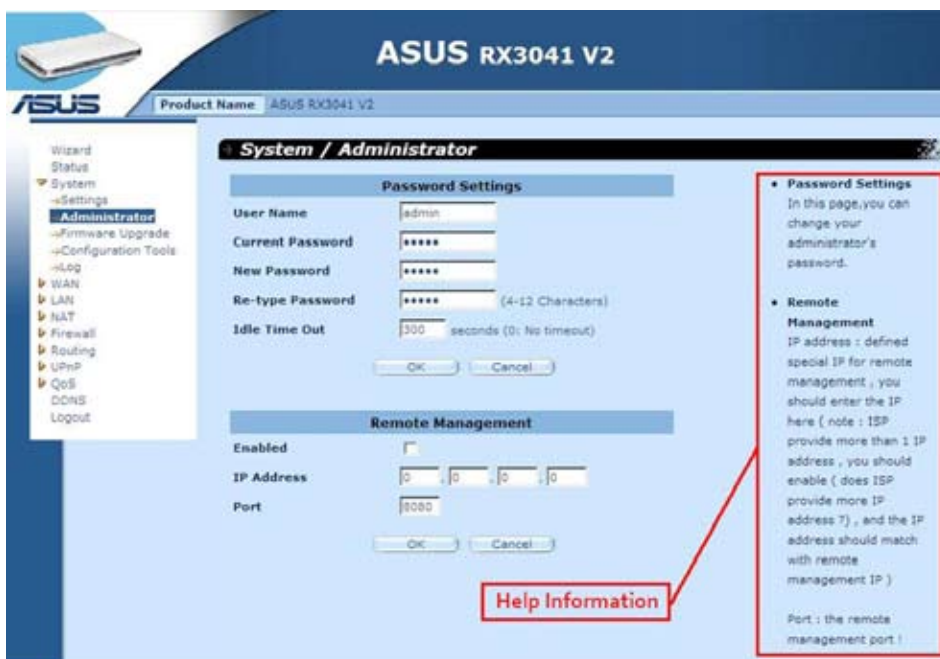 ASUS RX3041 V2
ASUS
Product Name ASUS RX3041 V2
Wizard
Status
System
Settings
Administrator
Firmware Upgrade
Configuration Tools
Log
WAN
LAN
NAT
Firewall
Routing
UPnP
QoS
DDNS
Logout
System / Administrator
Password Settings
User Name admin
Current Password •••••
New Password •••••
Re-type Password ••••• (4-12 Characters)
Idle Time Out 300 seconds (0: No timeout)
OK Cancel
Remote Management
Enabled
IP Address 0 . 0 . 0 . 0
Port 8080
OK Cancel
Help Information
• Password Settings
In this page,you can
change your
administrator's
password.
• Remote
Management
IP address : defined
special IP for remote
management , you
should enter the IP
here ( note : ISP
provide more than 1 IP
address , you should
enable ( does ISP
provide more IP
address ?) , and the IP
address should match
with remote
management IP )
Port : the remote
management port !